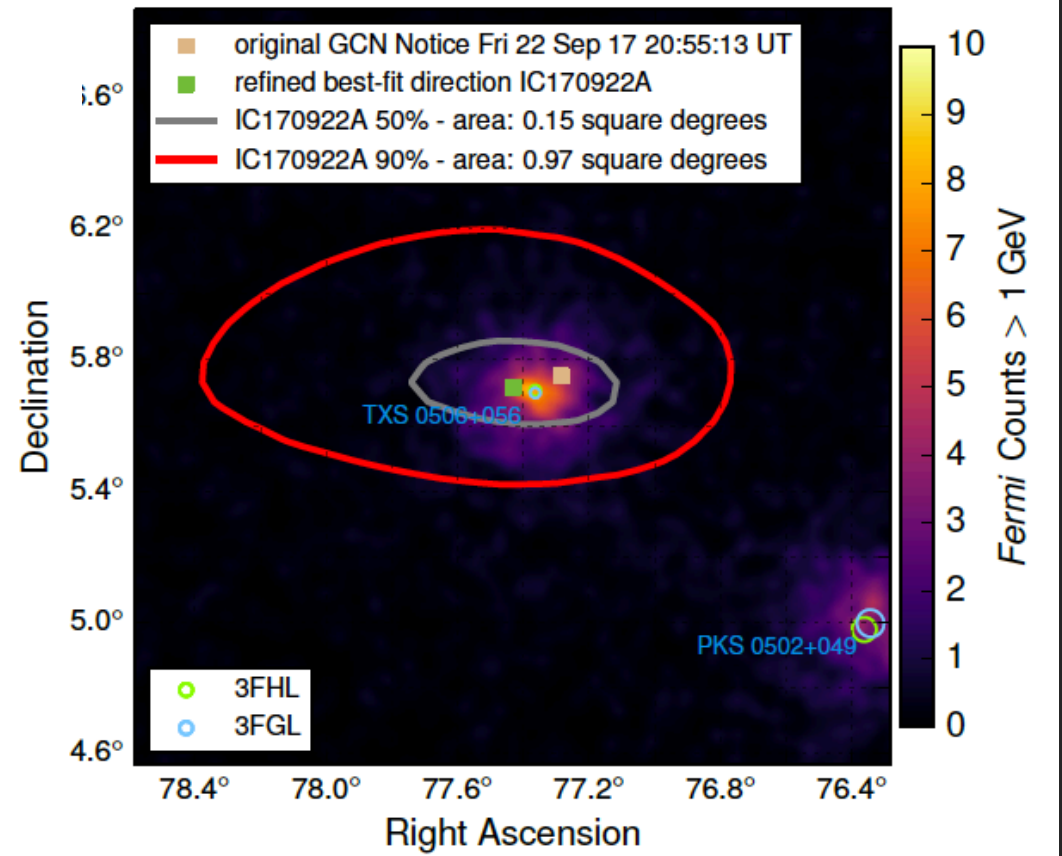 original GCN Notice Fri 22 Sep 17 20:55:13 UT
refined best-fit direction IC170922A
IC170922A 50% - area: 0.15 square degrees
IC170922A 90% - area: 0.97 square degrees
6.2°
5.8°
5.4°
5.0°
4.6°
Declination
TXS 0506+056
PKS 0502+049
3FHL
3FGL
78.4° 78.0° 77.6° 77.2° 76.8° 76.4°
Right Ascension
10
9
8
7
6
5
4
3
2
1
0
Fermi Counts > 1 GeV